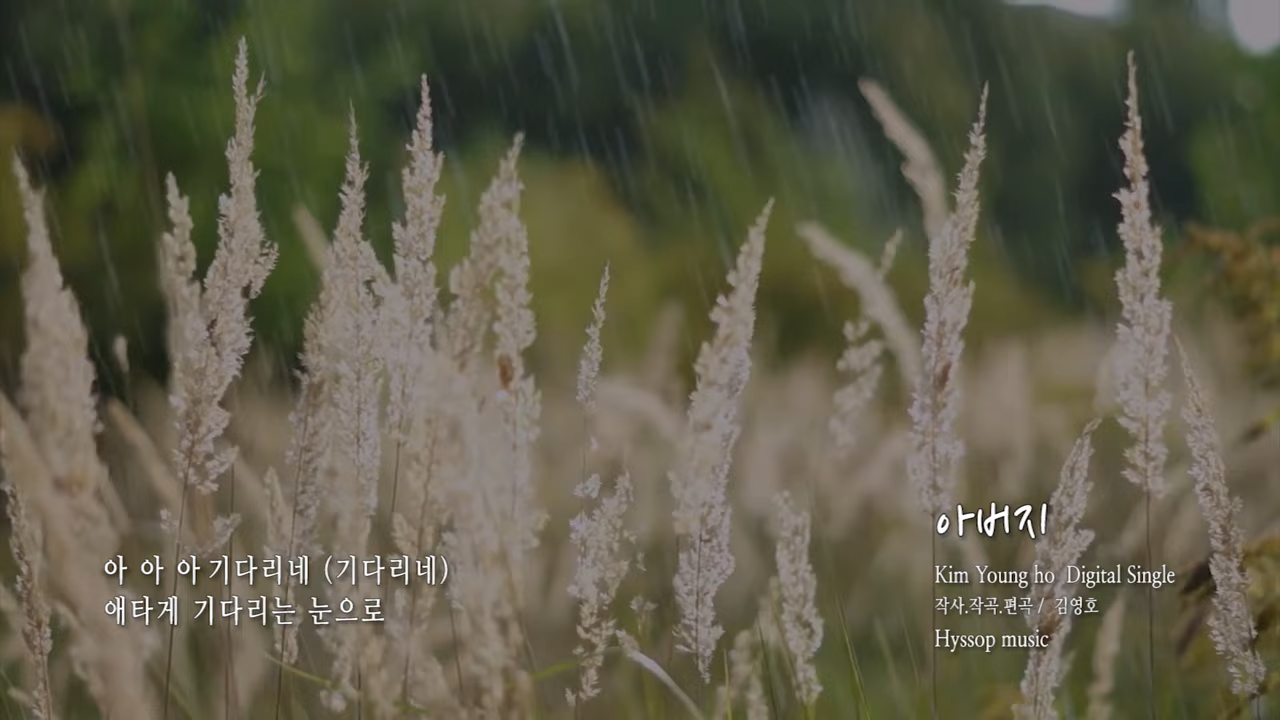 아 아 아 기다리네 (기다리네)
애타게 기다리는 눈으로
아버지
Kim Young ho Digital Single
작사.작곡.편곡 / 김영호
Hyssop music